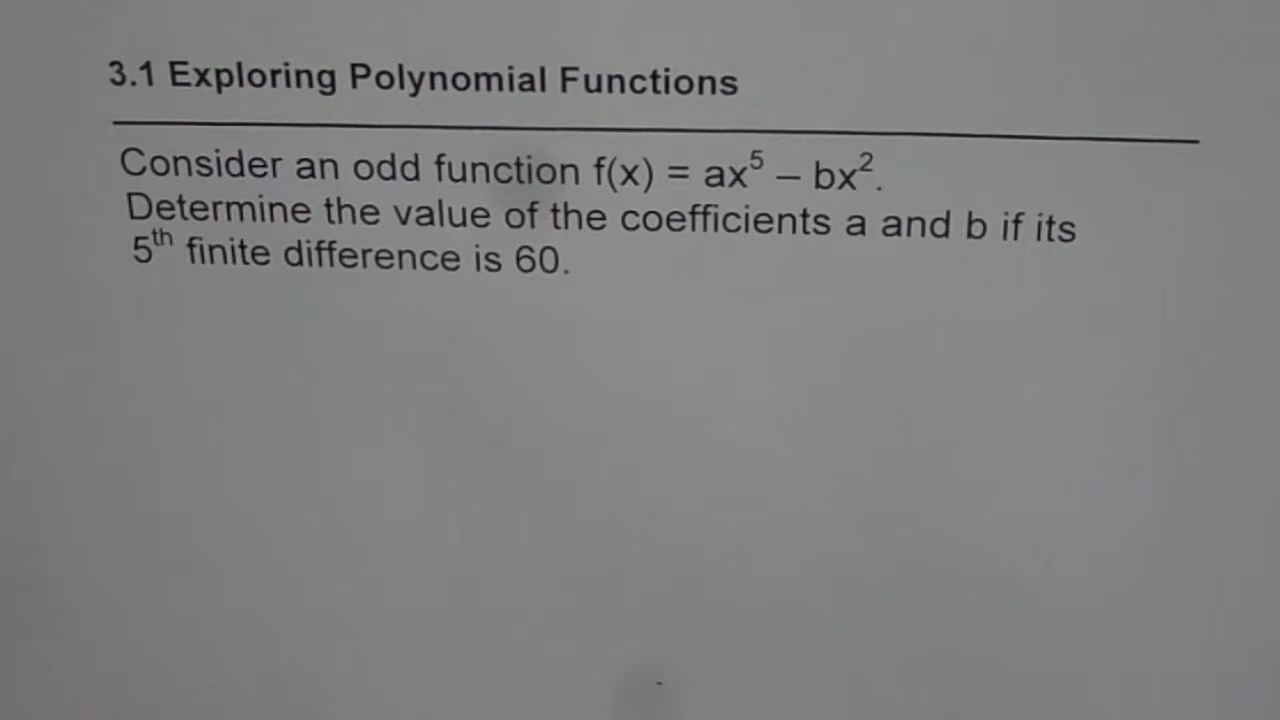 3.1 Exploring Polynomial Functions
Consider an odd function f(x) = ax⁵ – bx².
Determine the value of the coefficients a and b if its
5ᵗʰ finite difference is 60.